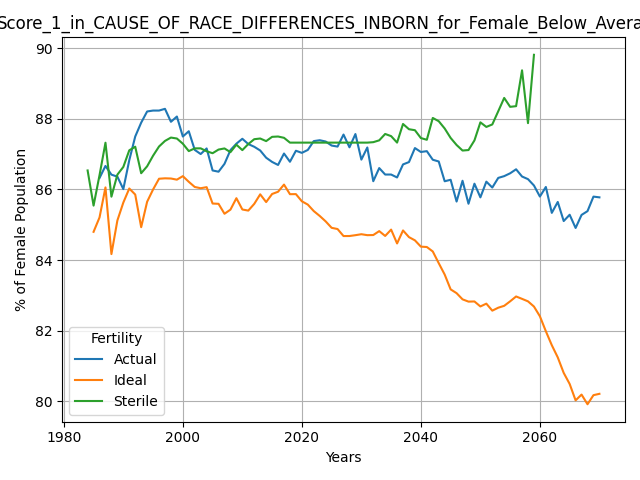 Score_1_in_CAUSE_OF_RACE_DIFFERENCES_INBORN_for_Female_Below_Avera
90
88
86
84
82
80
% of Female Population
Fertility
Actual
Ideal
Sterile
1980
2000
2020
2040
2060
Years